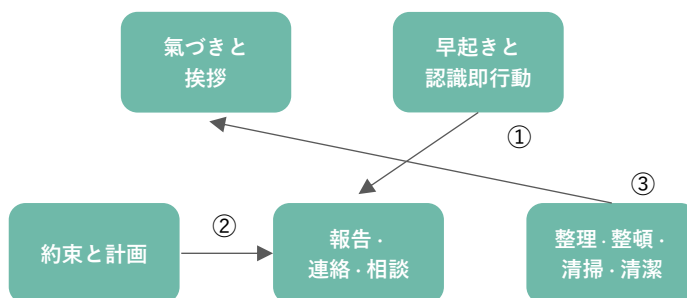 氣づきと
挨拶
早起きと
認識即行動
①
③
約束と計画
②
報告・
連絡・相談
整理・整頓・
清掃・清潔